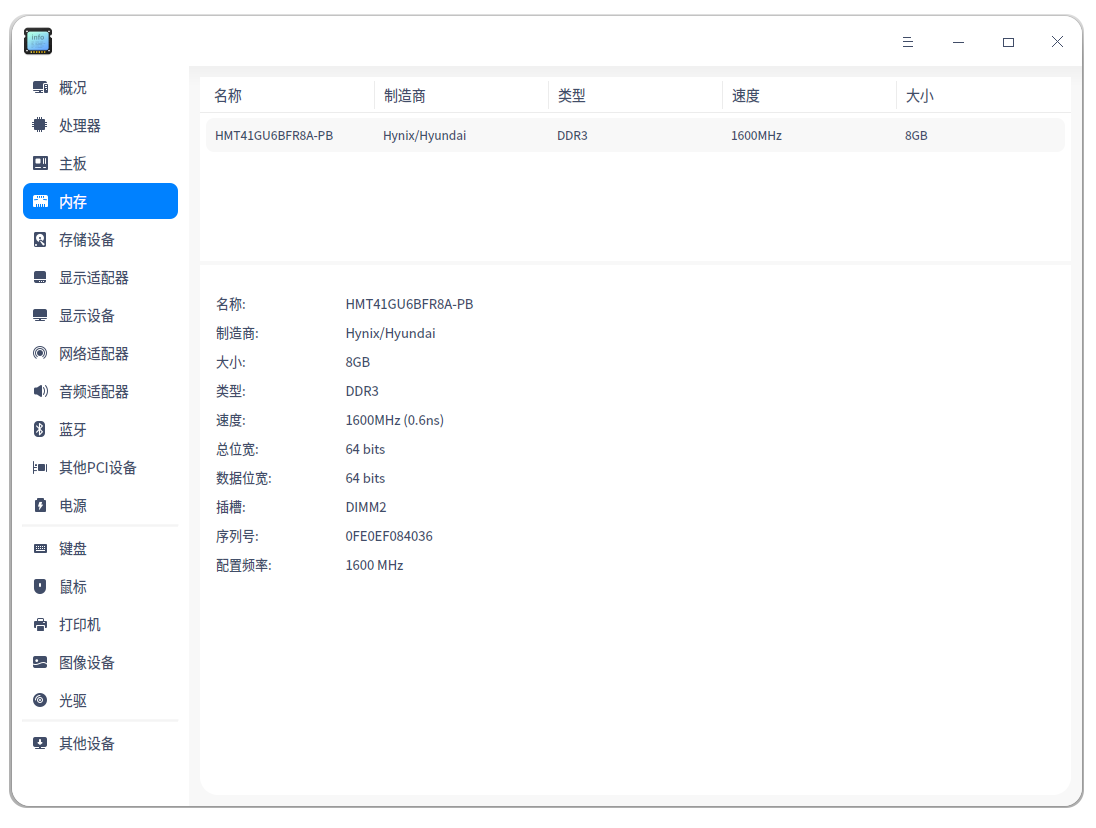 info
概况
处理器
主板
内存
存储设备
显示适配器
显示设备
网络适配器
音频适配器
蓝牙
其他PCI设备
电源
键盘
鼠标
打印机
图像设备
光驱
其他设备
名称 制造商 类型 速度 大小
HMT41GU6BFR8A-PB Hynix/Hyundai DDR3 1600MHz 8GB
名称: HMT41GU6BFR8A-PB
制造商: Hynix/Hyundai
大小: 8GB
类型: DDR3
速度: 1600MHz (0.6ns)
总位宽: 64 bits
数据位宽: 64 bits
插槽: DIMM2
序列号: 0FE0EF084036
配置频率: 1600 MHz